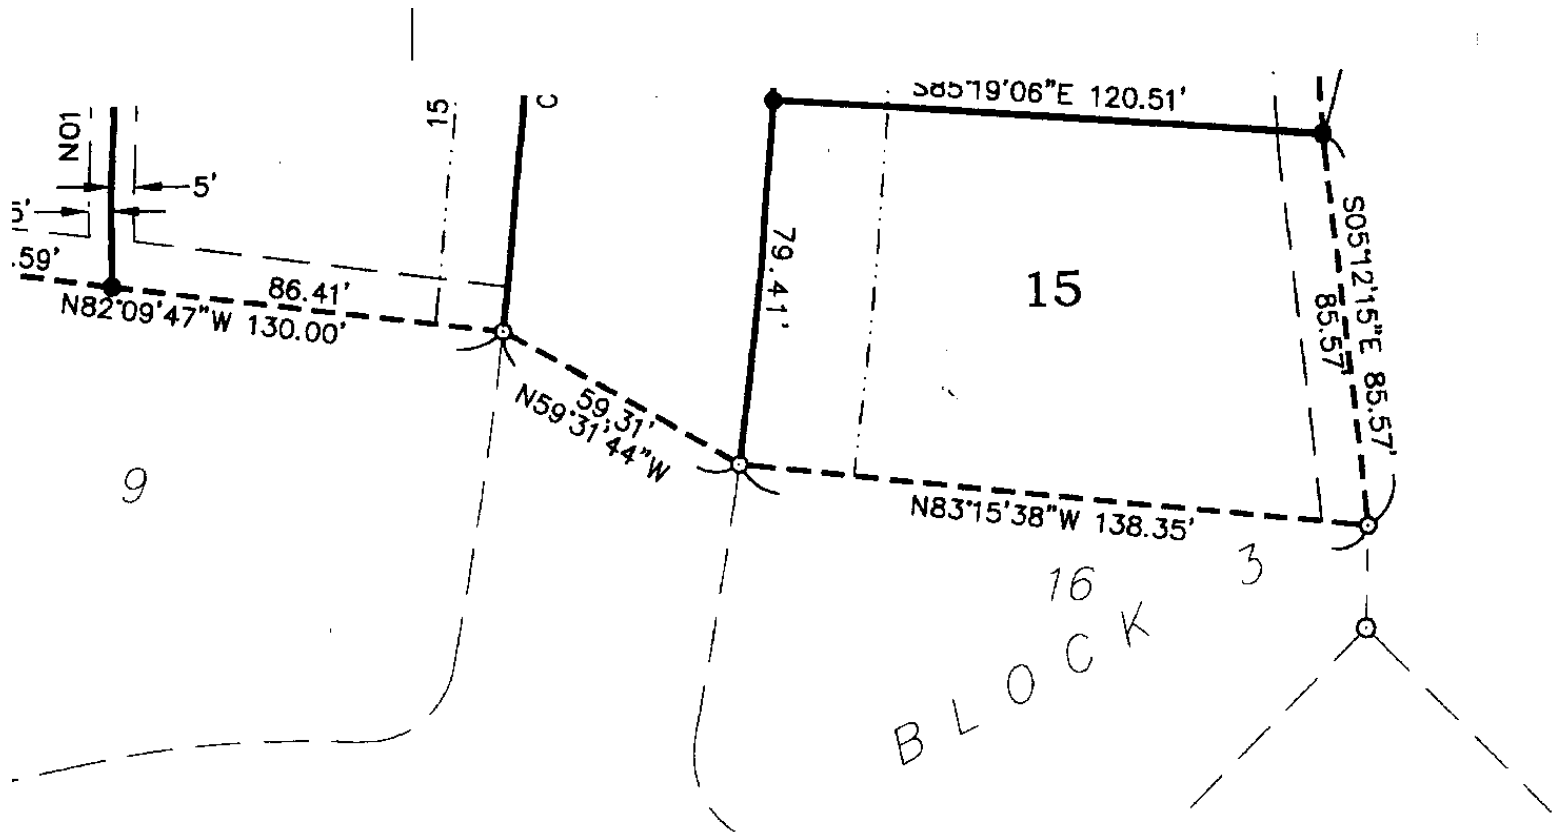 S85°19'06"E 120.51'
15
C
N01
5'
5'
.59'
86.41'
N82°09'47"W 130.00'
79.41'
15
S05°12'15"E 85.57'
85.57'
59.31'
N59°31'44"W
9
N83°15'38"W 138.35'
16
3
BLOCK